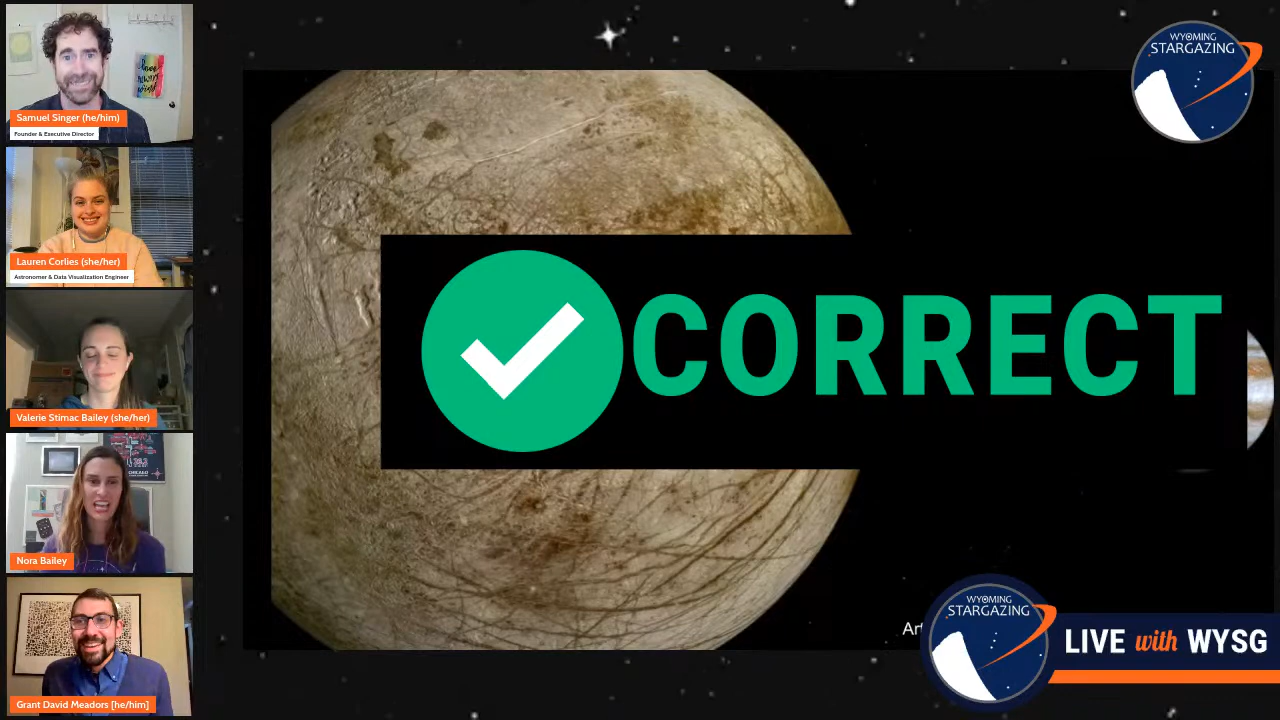 Samuel Singer (he/him)
Founder & Executive Director
Lauren Corlies (she/her)
Astronomer & Data Visualization Engineer
Valerie Stimac Bailey (she/her)
CHICAGO
Nora Bailey
Grant David Meadors [he/him]
WYOMING
STARGAZING
CORRECT
WYOMING
STARGAZING
LIVE with WYSG